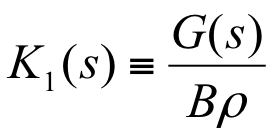 K₁(s) ≡ G(s) / Bρ